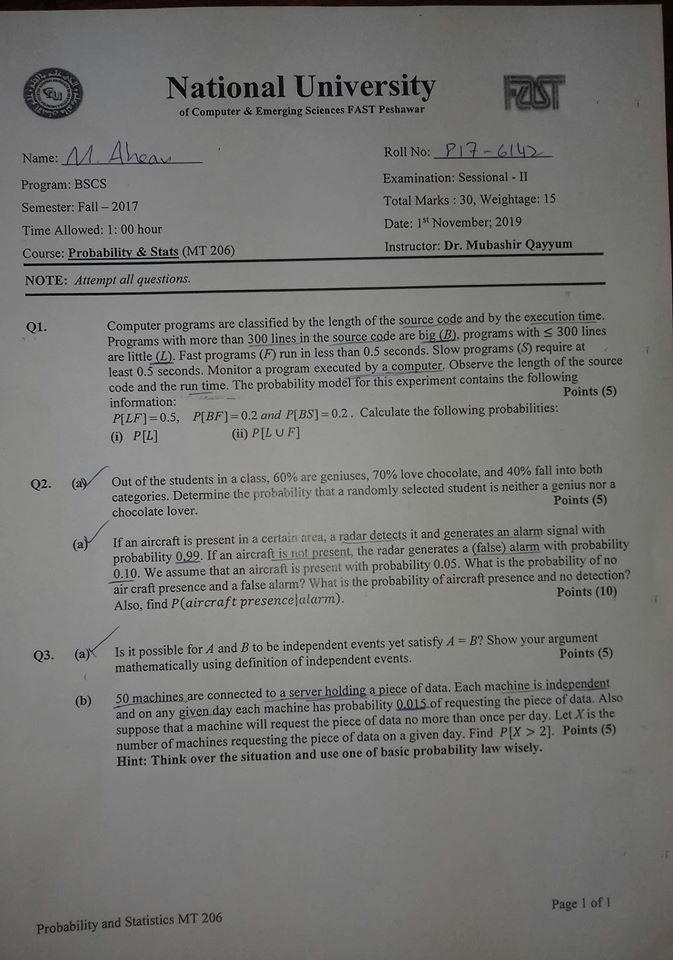 National University
of Computer & Emerging Sciences FAST Peshawar
FAST
Name: M. Ahean
Roll No: P17-6142
Program: BSCS
Examination: Sessional - II
Semester: Fall – 2017
Total Marks : 30, Weightage: 15
Time Allowed: 1: 00 hour
Date: 1st November, 2019
Course: Probability & Stats (MT 206)
Instructor: Dr. Mubashir Qayyum
NOTE: Attempt all questions.
Q1. Computer programs are classified by the length of the source code and by the execution time.
Programs with more than 300 lines in the source code are big (B), programs with ≤ 300 lines
are little (L). Fast programs (F) run in less than 0.5 seconds. Slow programs (S) require at
least 0.5 seconds. Monitor a program executed by a computer. Observe the length of the source
code and the run time. The probability model for this experiment contains the following
information: Points (5)
P[LF] = 0.5, P[BF] = 0.2 and P[BS] = 0.2. Calculate the following probabilities:
(i) P[L] (ii) P[L ∪ F]
Q2. (a) Out of the students in a class, 60% are geniuses, 70% love chocolate, and 40% fall into both
categories. Determine the probability that a randomly selected student is neither a genius nor a
chocolate lover. Points (5)
(a) If an aircraft is present in a certain area, a radar detects it and generates an alarm signal with
probability 0.99. If an aircraft is not present, the radar generates a (false) alarm with probability
0.10. We assume that an aircraft is present with probability 0.05. What is the probability of no
air craft presence and a false alarm? What is the probability of aircraft presence and no detection?
Also, find P(aircraft presence|alarm). Points (10)
Q3. (a) Is it possible for A and B to be independent events yet satisfy A = B? Show your argument
mathematically using definition of independent events. Points (5)
(b) 50 machines are connected to a server holding a piece of data. Each machine is independent
and on any given day each machine has probability 0.015 of requesting the piece of data. Also
suppose that a machine will request the piece of data no more than once per day. Let X is the
number of machines requesting the piece of data on a given day. Find P[X > 2]. Points (5)
Hint: Think over the situation and use one of basic probability law wisely.
Page 1 of 1
Probability and Statistics MT 206